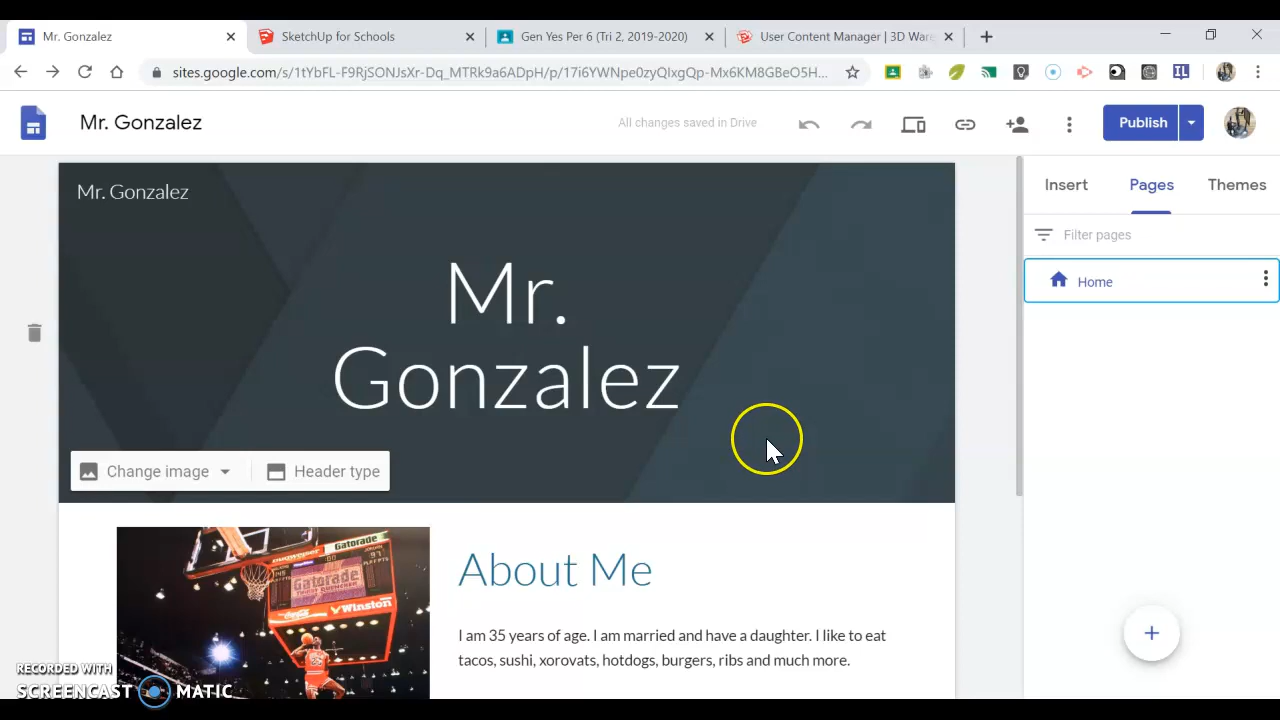 Mr. Gonzalez
SketchUp for Schools
Gen Yes Per 6 (Tri 2, 2019-2020)
User Content Manager | 3D Ware
sites.google.com/s/1tYbFL-F9RjSONJsXr-Dq_MTRk9a6ADpH/p/17i6YWNpe0zyQIxgQp-Mx6KM8GBeO5H...
IL
Mr. Gonzalez
All changes saved in Drive
Publish
Insert
Pages
Themes
Filter pages
Home
Mr. Gonzalez
Mr.
Gonzalez
Change image
Header type
Gatorade
Gatorade
Winston
About Me
I am 35 years of age. I am married and have a daughter. I like to eat
tacos, sushi, xorovats, hotdogs, burgers, ribs and much more.
RECORDED WITH
SCREENCAST MATIC